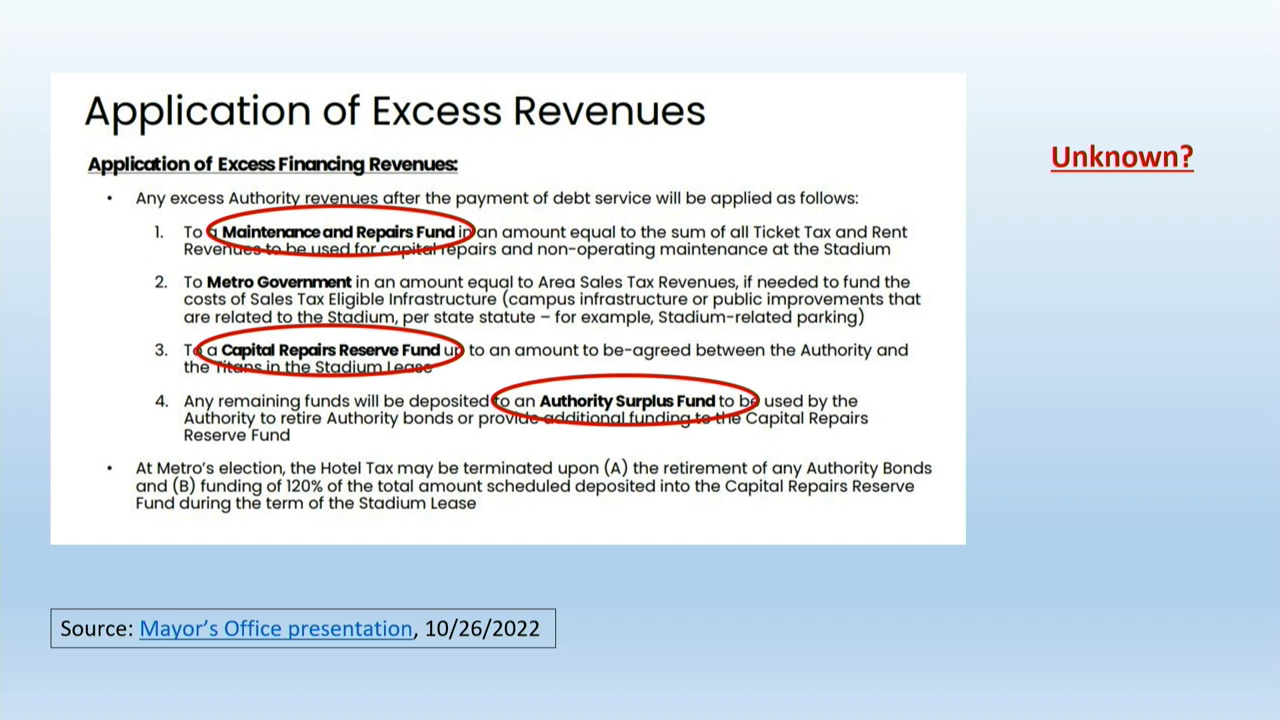 Application of Excess Revenues
Unknown?
Application of Excess Financing Revenues:
• Any excess Authority revenues after the payment of debt service will be applied as follows:
1. To a Maintenance and Repairs Fund in an amount equal to the sum of all Ticket Tax and Rent
Revenues to be used for capital repairs and non-operating maintenance at the Stadium
2. To Metro Government in an amount equal to Area Sales Tax Revenues, if needed to fund the
costs of Sales Tax Eligible Infrastructure (campus infrastructure or public improvements that
are related to the Stadium, per state statute – for example, Stadium-related parking)
3. To a Capital Repairs Reserve Fund up to an amount to be-agreed between the Authority and
the Titans in the Stadium Lease
4. Any remaining funds will be deposited to an Authority Surplus Fund to be used by the
Authority to retire Authority bonds or provide additional funding to the Capital Repairs
Reserve Fund
• At Metro's election, the Hotel Tax may be terminated upon (A) the retirement of any Authority Bonds
and (B) funding of 120% of the total amount scheduled deposited into the Capital Repairs Reserve
Fund during the term of the Stadium Lease
Source: Mayor's Office presentation, 10/26/2022